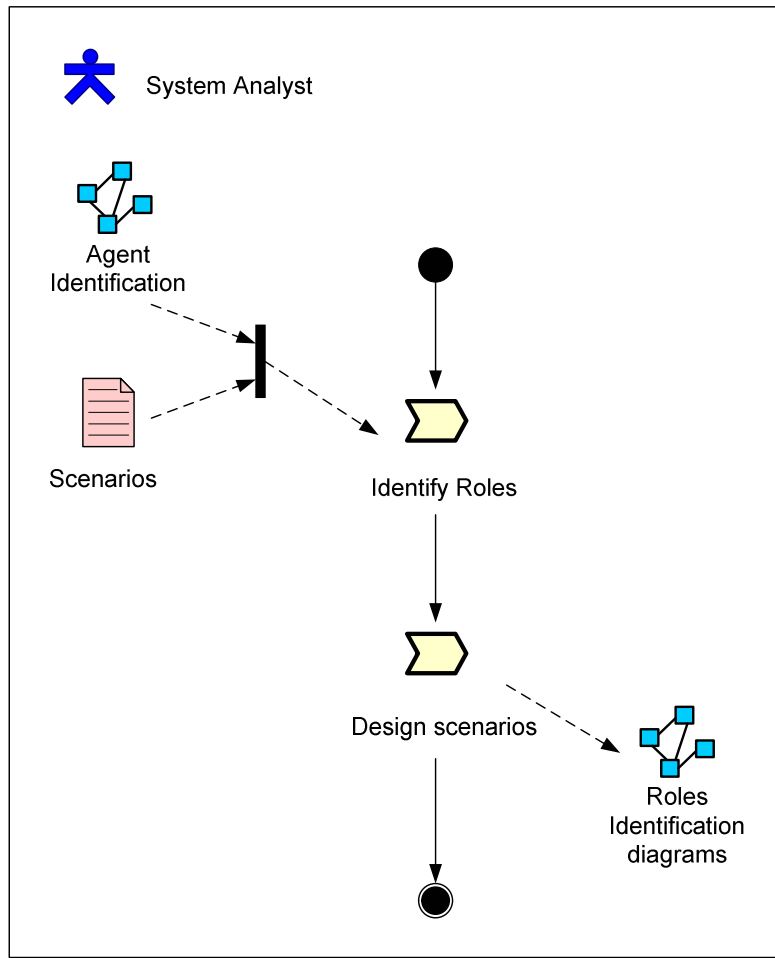 System Analyst
Agent
Identification
Scenarios
Identify Roles
Design scenarios
Roles
Identification
diagrams